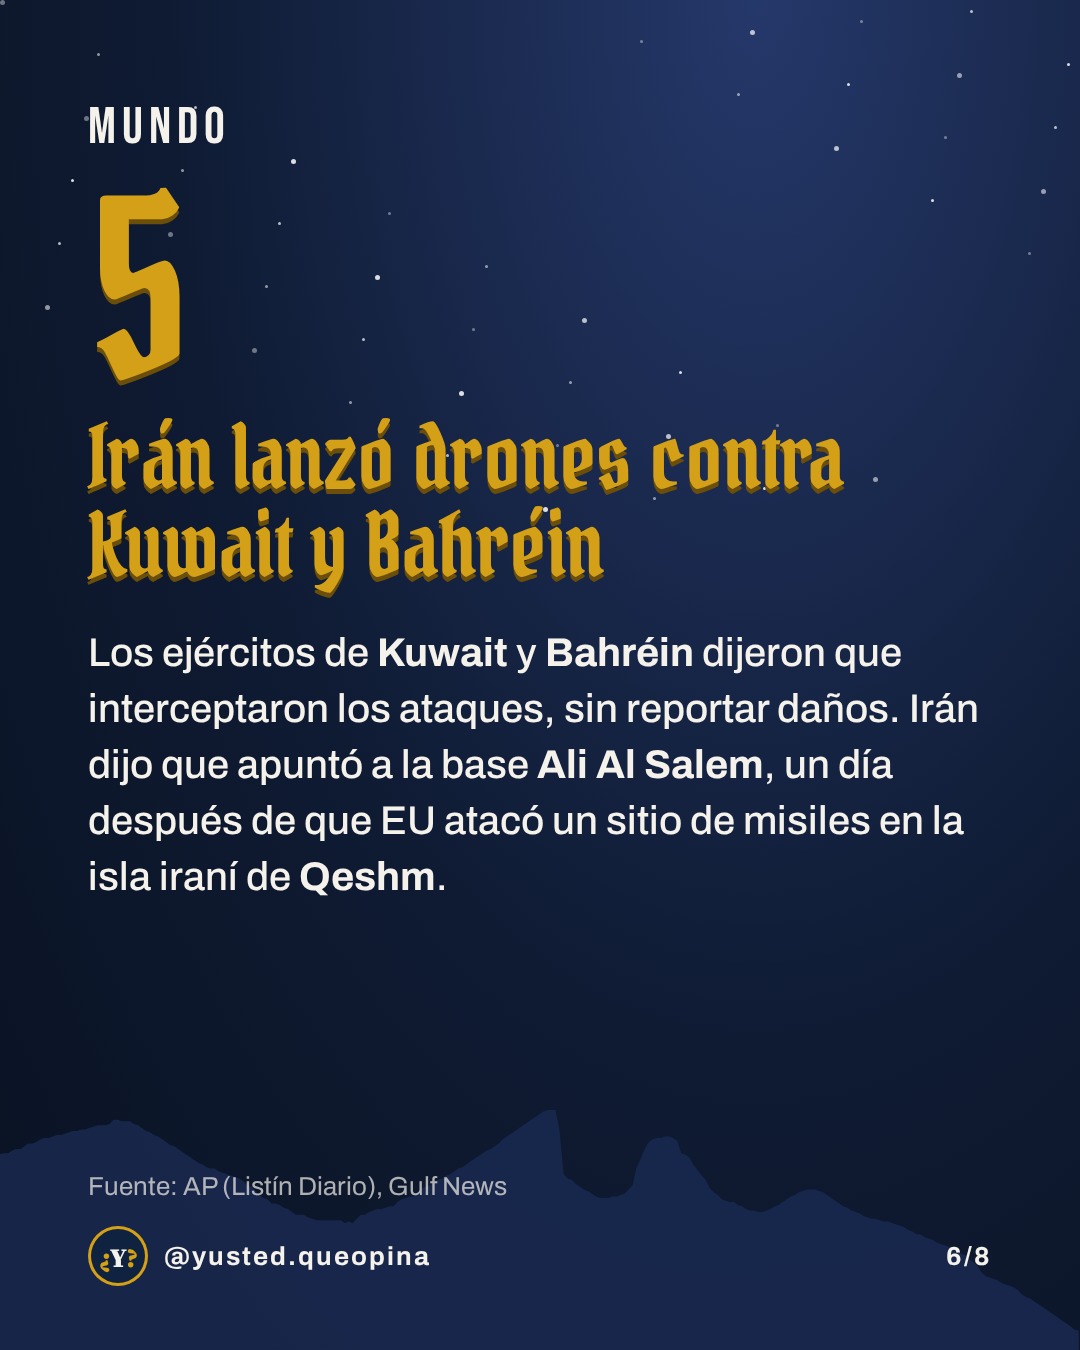 MUNDO
5
Irán lanzó drones contra
Kuwait y Bahréin
Los ejércitos de Kuwait y Bahréin dijeron que
interceptaron los ataques, sin reportar daños. Irán
dijo que apuntó a la base Ali Al Salem, un día
después de que EU atacó un sitio de misiles en la
isla iraní de Qeshm.
Fuente: AP (Listín Diario), Gulf News
¿Y?
@yusted.queopina
6/8